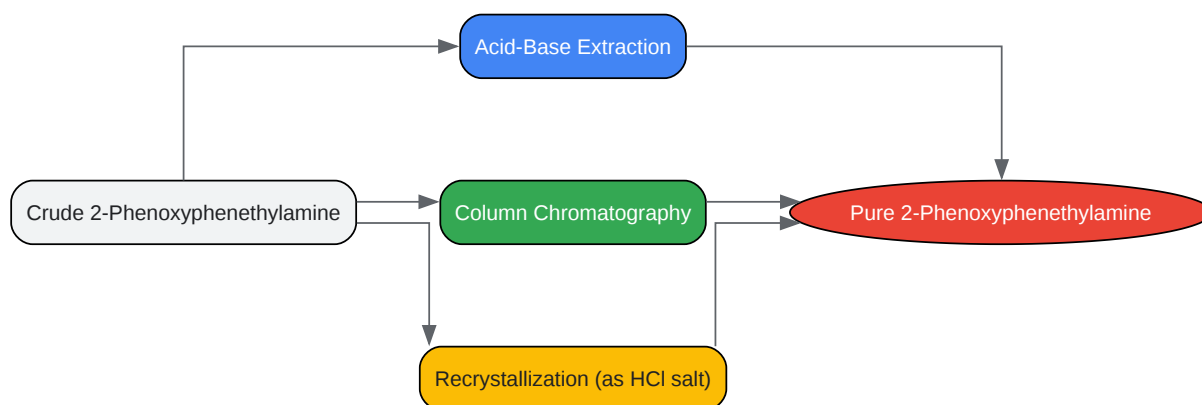 Acid-Base Extraction
Crude 2-Phenoxyphenethylamine
Column Chromatography
Pure 2-Phenoxyphenethylamine
Recrystallization (as HCl salt)